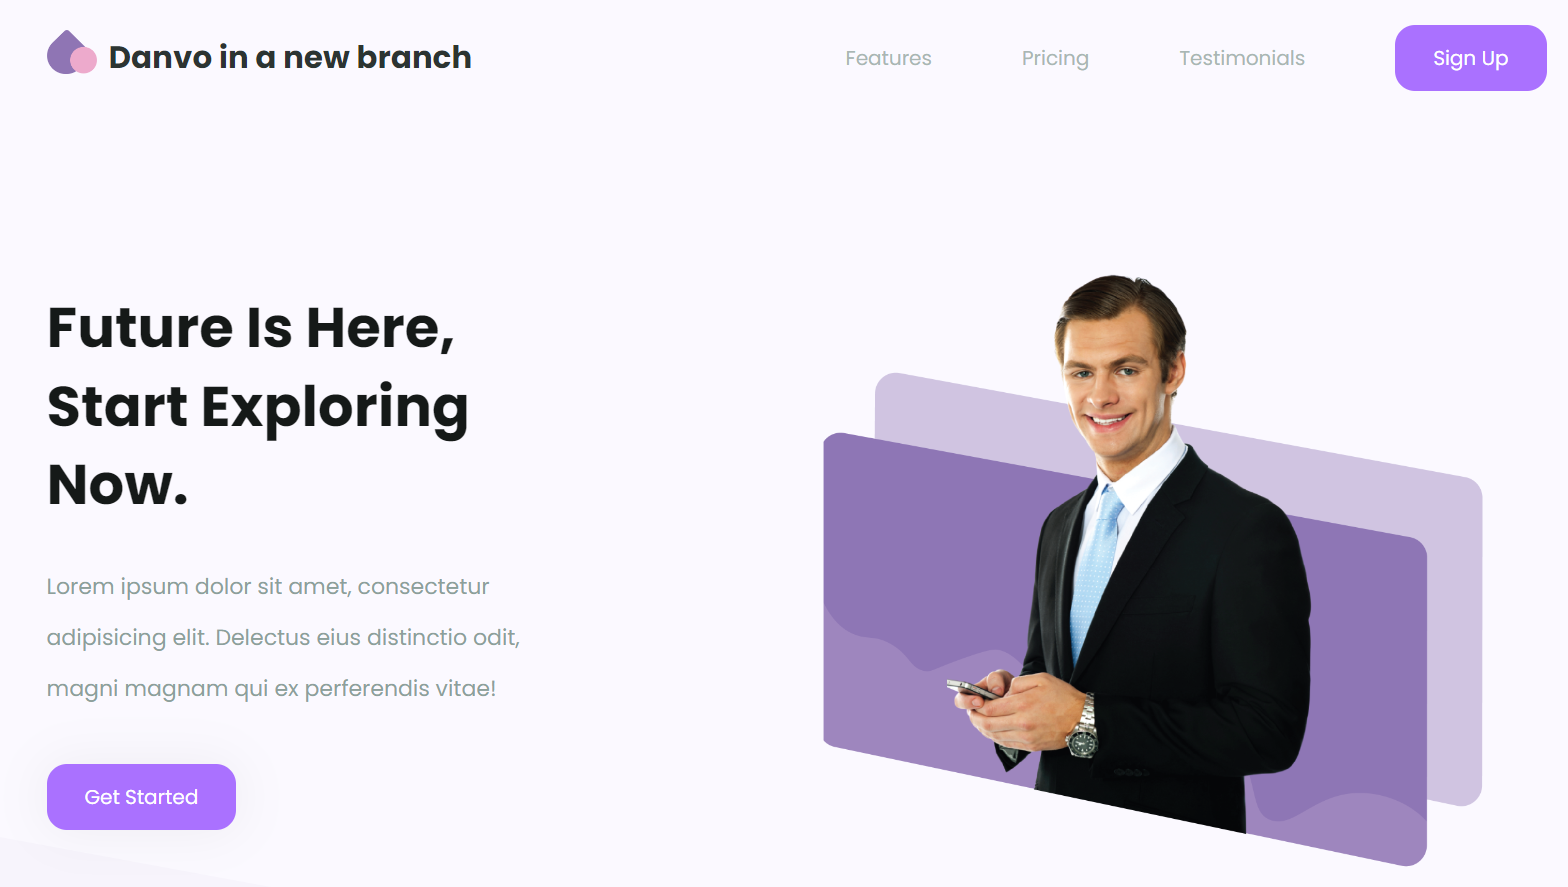 Danvo in a new branch
Features
Pricing
Testimonials
Sign Up
Future Is Here,
Start Exploring
Now.
Lorem ipsum dolor sit amet, consectetur
adipisicing elit. Delectus eius distinctio odit,
magni magnam qui ex perferendis vitae!
Get Started